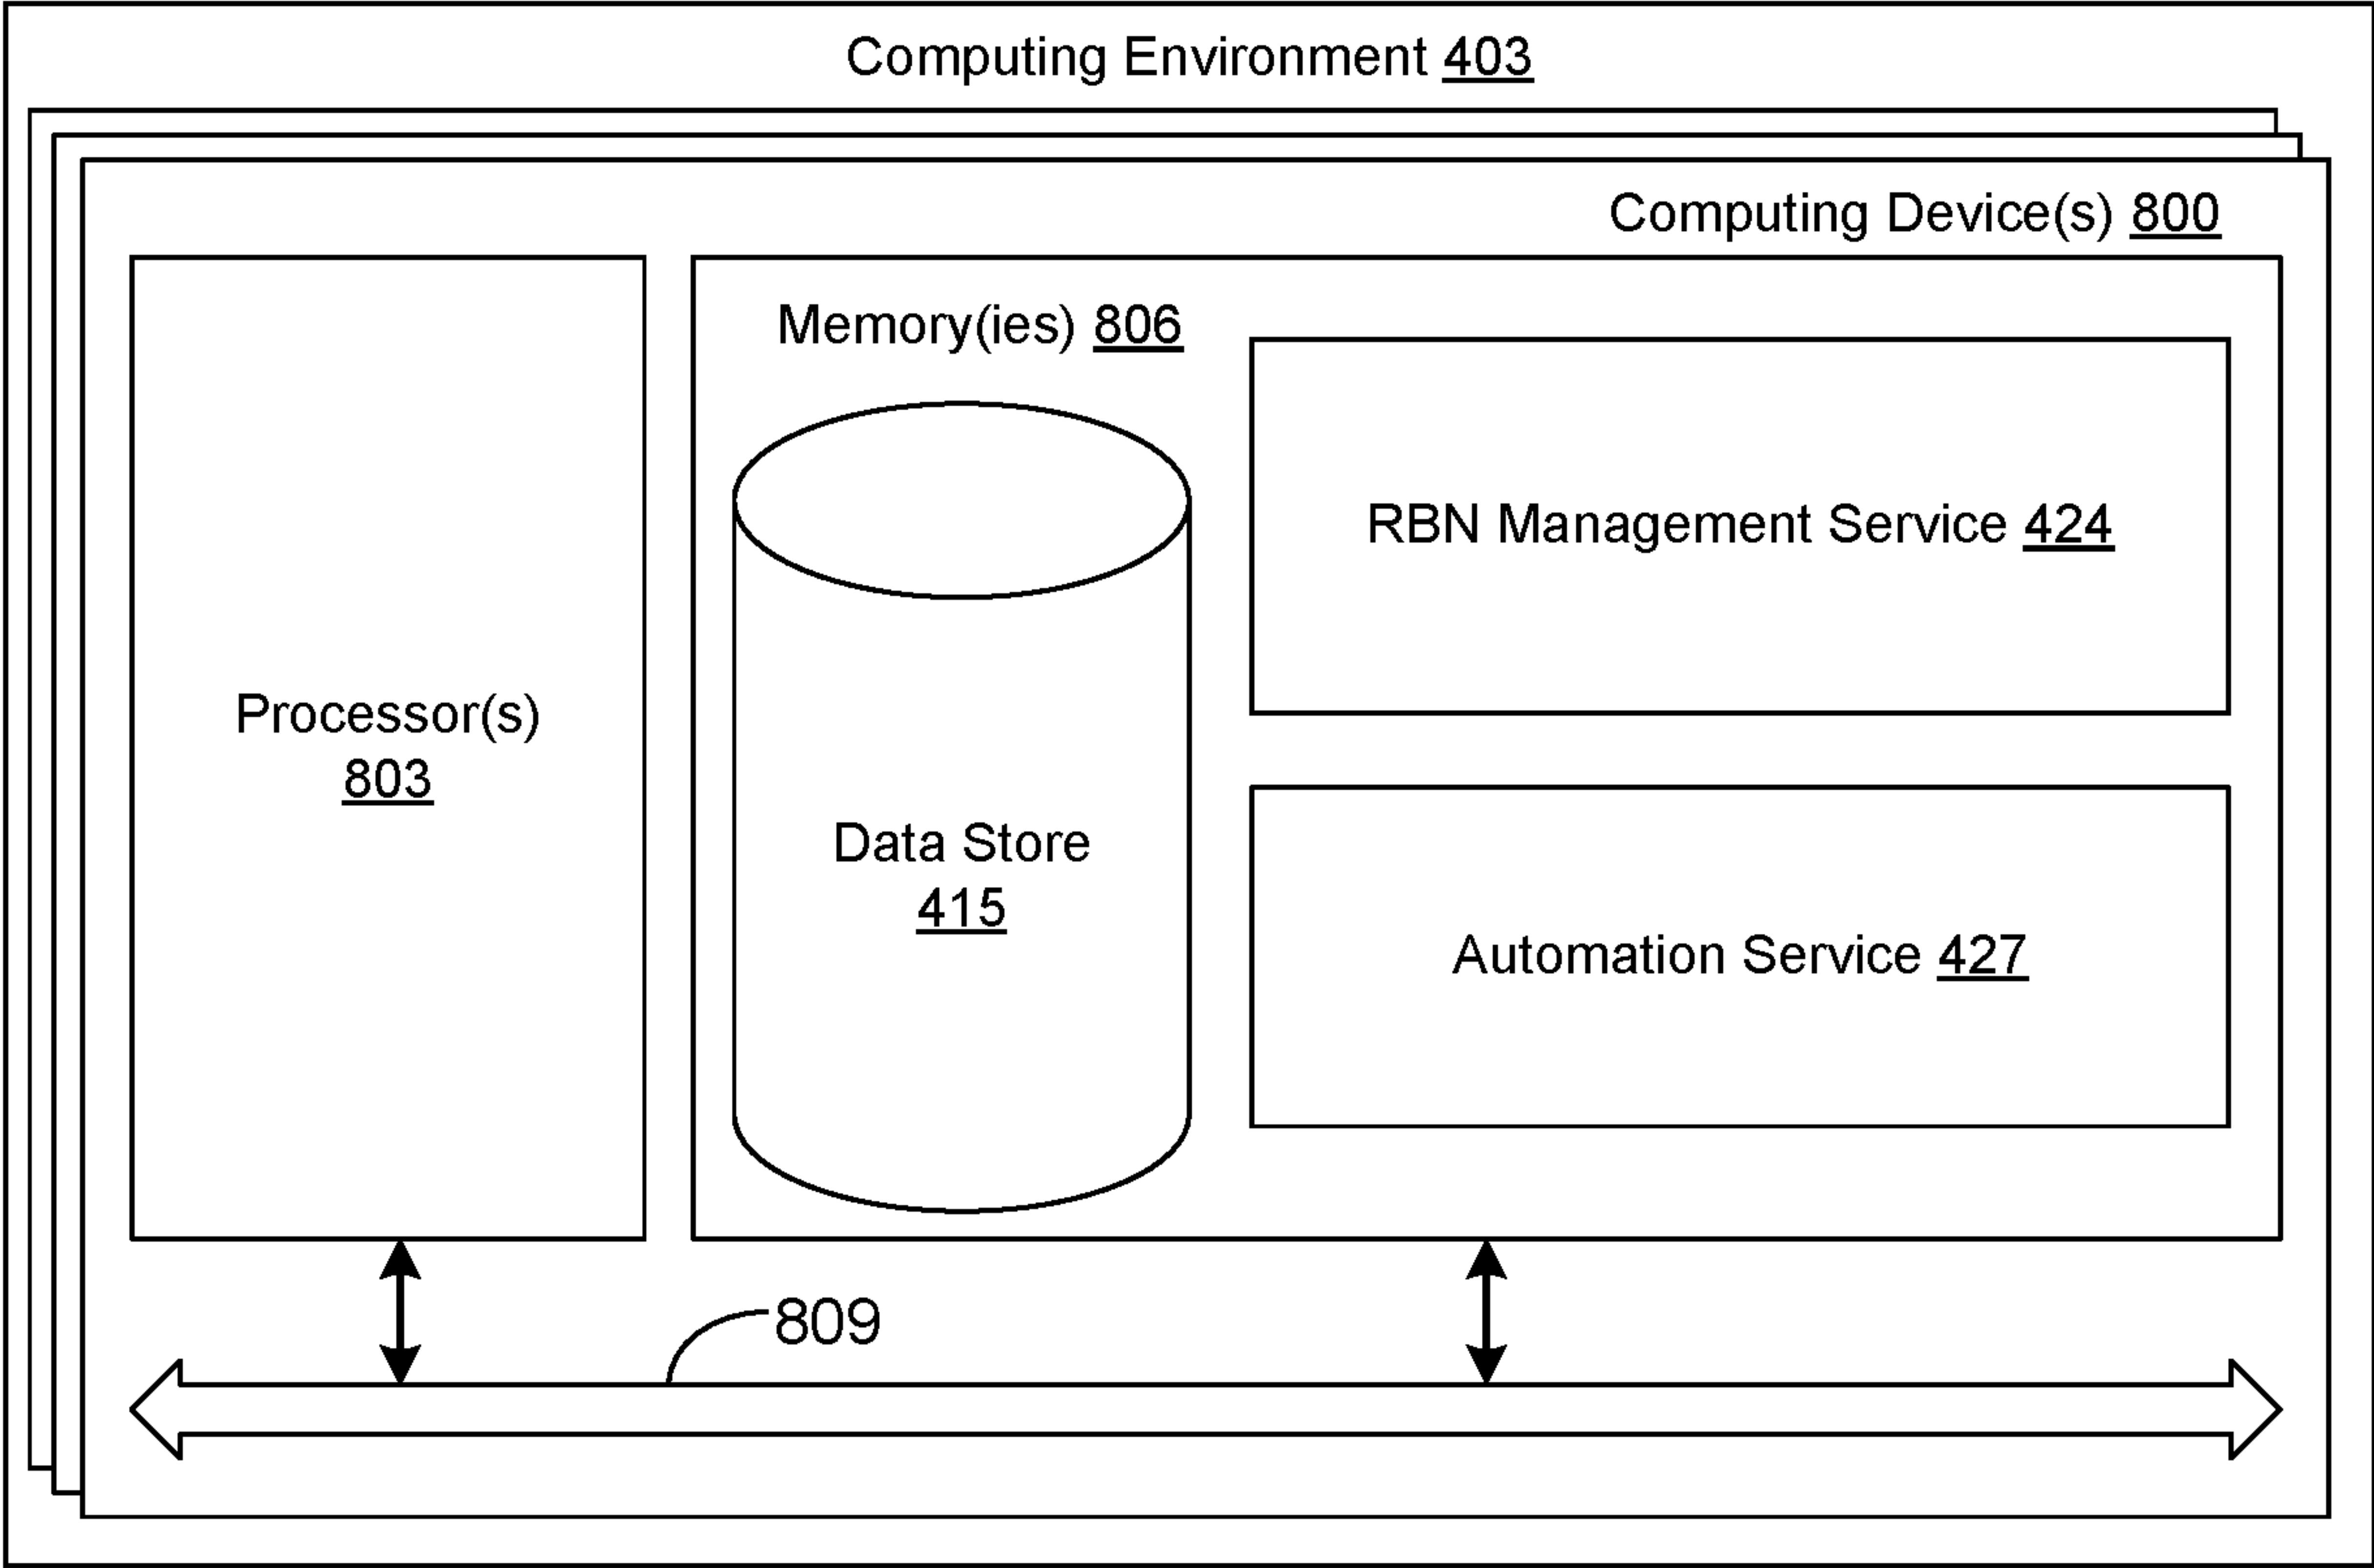 Computing Environment 403
Computing Device(s) 800
Memory(ies) 806
RBN Management Service 424
Processor(s)
803
Data Store
415
Automation Service 427
809